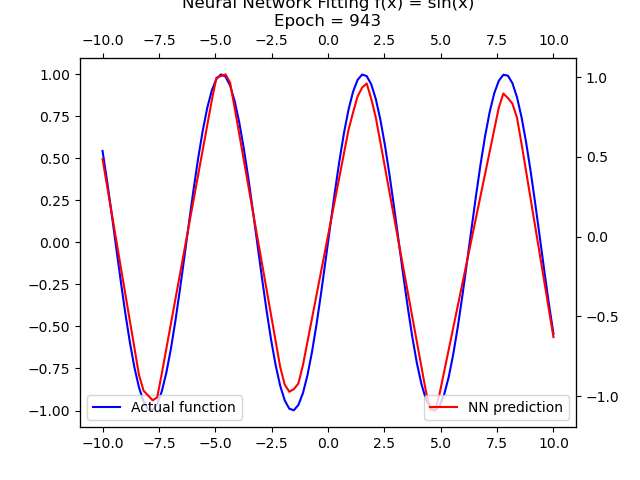 Neural Network Fitting f(x) = sin(x)
Epoch = 943
−10.0 −7.5 −5.0 −2.5 0.0 2.5 5.0 7.5 10.0
1.00
0.75
0.50
0.25
0.00
−0.25
−0.50
−0.75
−1.00
1.0
0.5
0.0
−0.5
−1.0
Actual function
NN prediction
−10.0 −7.5 −5.0 −2.5 0.0 2.5 5.0 7.5 10.0